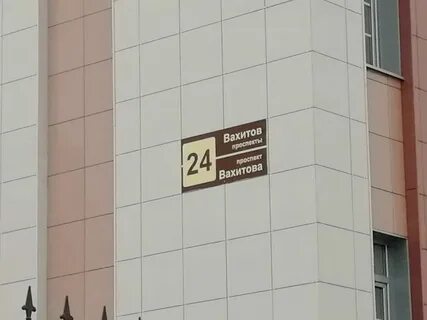 24
Вахитов
проспекты
проспект
Вахитова